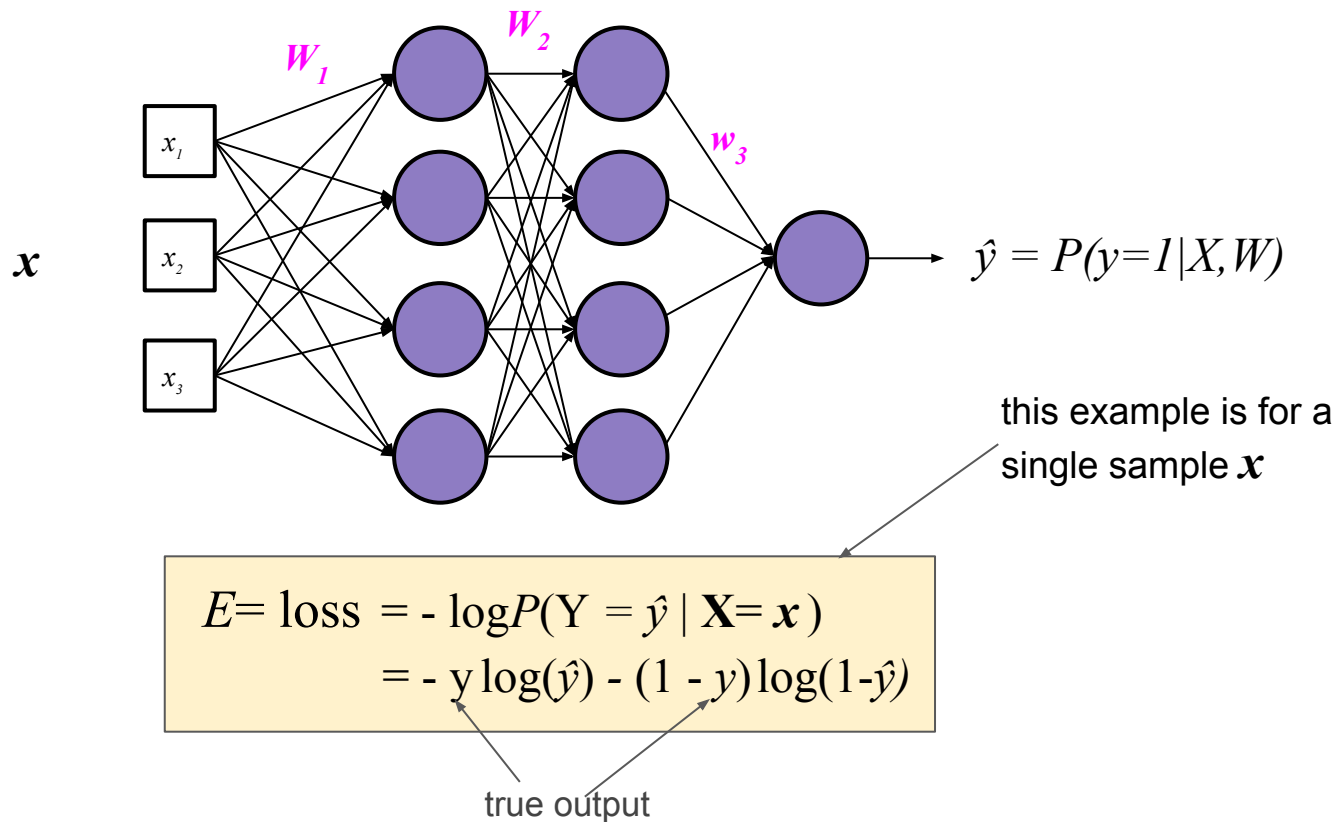 W₁
W₂
w₃
x₁
x₂
x₃
x
ŷ = P(y=1|X,W)
this example is for a
single sample x
E= loss = - logP(Y = ŷ | X= x )
= - y log(ŷ) - (1 - y)log(1-ŷ)
true output